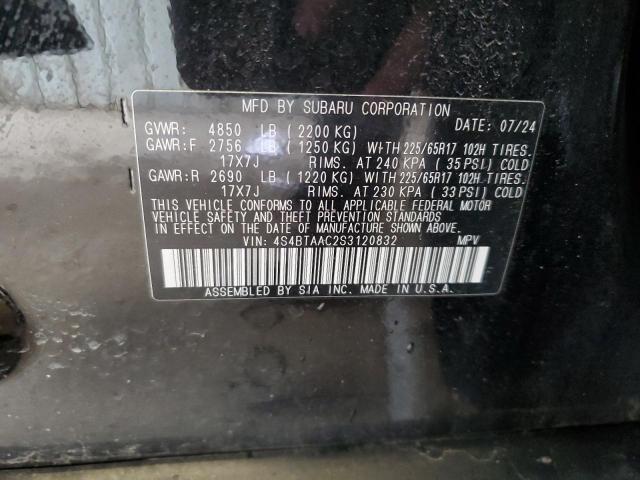 MFD BY SUBARU CORPORATION
GVWR: 4850 LB (2200 KG) DATE: 07/24
GAWR:F 2756 LB (1250 KG) WITH 225/65R17 102H TIRES.
17X7J RIMS. AT 240 KPA (35 PSI) COLD
GAWR:R 2690 LB (1220 KG) WITH 225/65R17 102H TIRES.
17X7J RIMS. AT 230 KPA (33 PSI) COLD
THIS VEHICLE CONFORMS TO ALL APPLICABLE FEDERAL MOTOR
VEHICLE SAFETY AND THEFT PREVENTION STANDARDS
IN EFFECT ON THE DATE OF MANUFACTURE SHOWN ABOVE.
VIN: 4S4BTAAC2S3120832 MPV
ASSEMBLED BY SIA INC. MADE IN U.S.A.